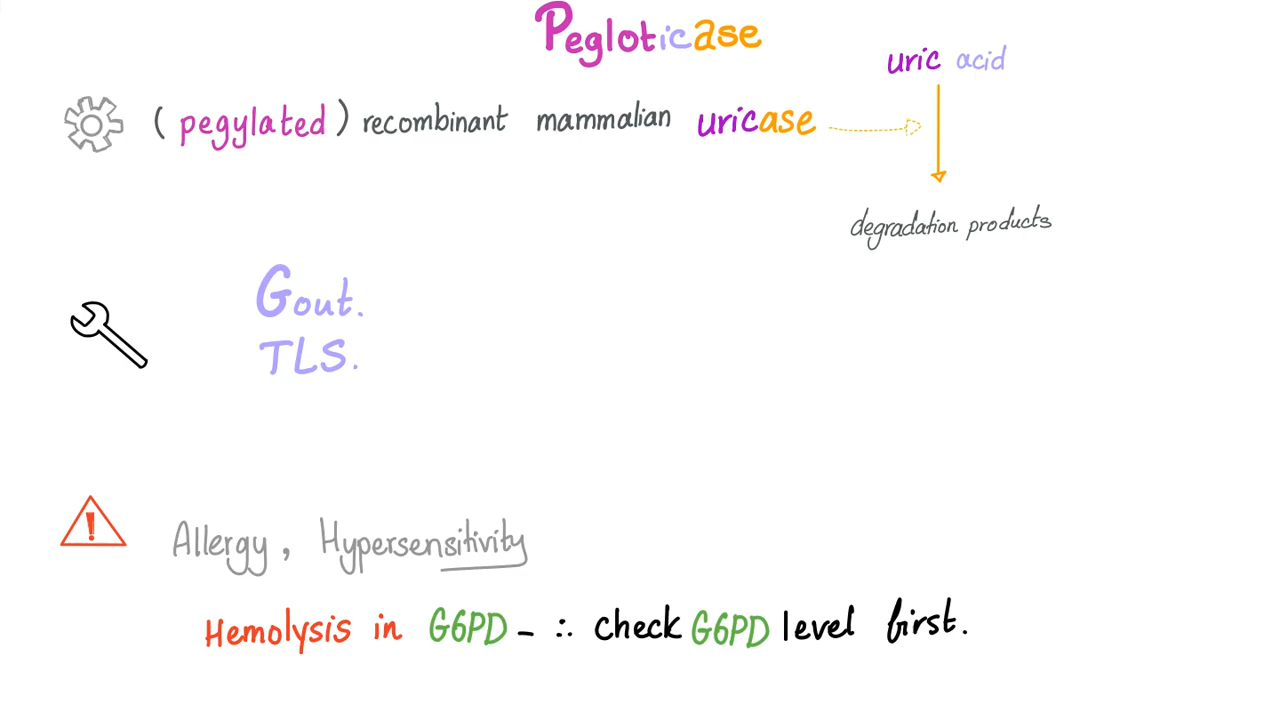 Pegloticase
uric acid
(pegylated) recombinant mammalian uricase
degradation products
Gout.
TLS.
Allergy, Hypersensitivity
Hemolysis in G6PD- ∴ check G6PD level first.